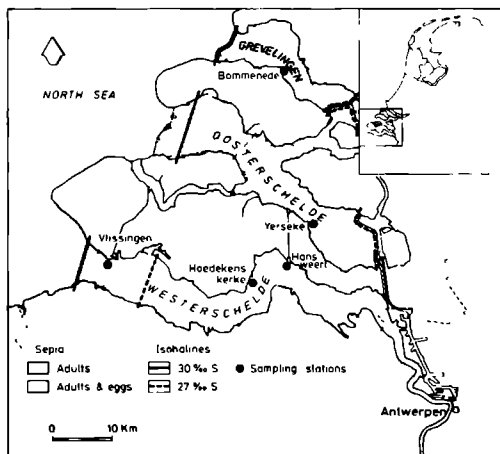 GREVELINGEN
Bommenede
NORTH SEA
OOSTERSCHELDE
Yerseke
Vlissingen
Hans weert
Hoedekens kerke
WESTERSCHELDE
Sepia
Isohalines
Adults
30 ‰ S
Sampling stations
Adults & eggs
27 ‰ S
Antwerpen
0 10 Km